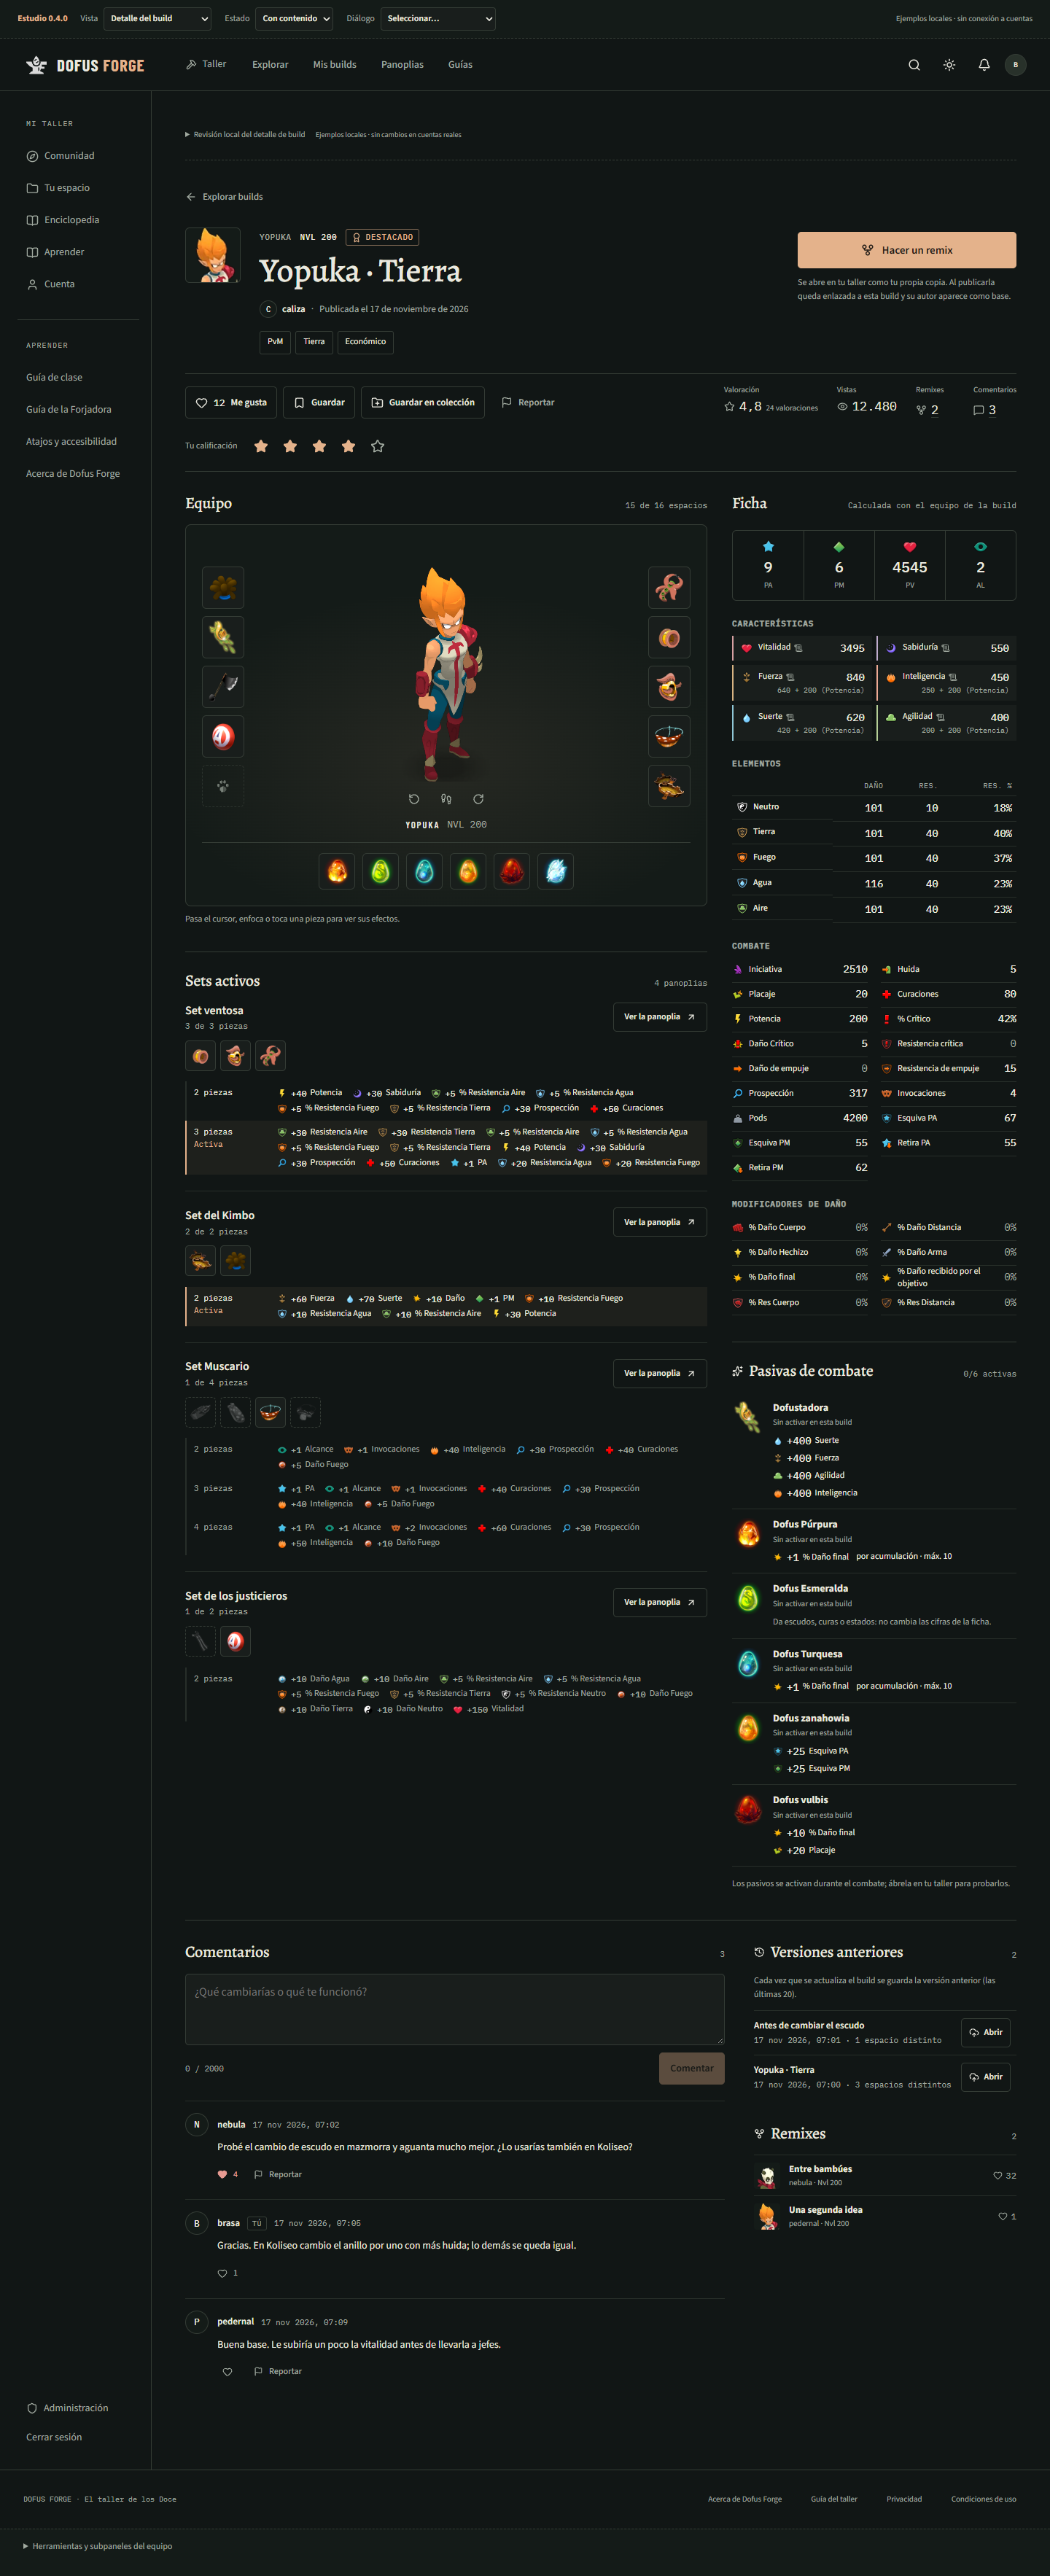 Estudio 0.4.0 Vista Detalle del build Estado Con contenido Diálogo Seleccionar... Ejemplos locales · sin conexión a cuentas
DOFUS FORGE Taller Explorar Mis builds Panoplias Guías B
MI TALLER
Comunidad
Tu espacio
Enciclopedia
Aprender
Cuenta
APRENDER
Guía de clase
Guía de la Forjadora
Atajos y accesibilidad
Acerca de Dofus Forge
Administración
Cerrar sesión
Revisión local del detalle de build Ejemplos locales · sin cambios en cuentas reales
Explorar builds
YOPUKA NVL 200 DESTACADO
Yopuka · Tierra
C caliza · Publicada el 17 de noviembre de 2026
PvM Tierra Económico
Hacer un remix
Se abre en tu taller como tu propia copia. Al publicarla
queda enlazada a esta build y su autor aparece como base.
12 Me gusta Guardar Guardar en colección Reportar
Valoración Vistas Remixes Comentarios
4,8 24 valoraciones 12.480 2 3
Tu calificación
Equipo 15 de 16 espacios
YOPUKA NVL 200
Pasa el cursor, enfoca o toca una pieza para ver sus efectos.
Sets activos 4 panoplias
Set ventosa Ver la panoplia
3 de 3 piezas
2 piezas +40 Potencia +30 Sabiduría +5 % Resistencia Aire +5 % Resistencia Agua
+5 % Resistencia Fuego +5 % Resistencia Tierra +30 Prospección +50 Curaciones
3 piezas +30 Resistencia Aire +30 Resistencia Tierra +5 % Resistencia Aire +5 % Resistencia Agua
Activa +5 % Resistencia Fuego +5 % Resistencia Tierra +40 Potencia +30 Sabiduría
+30 Prospección +50 Curaciones +1 PA +20 Resistencia Agua +20 Resistencia Fuego
Set del Kimbo Ver la panoplia
2 de 2 piezas
2 piezas +60 Fuerza +70 Suerte +10 Daño +1 PM +10 Resistencia Fuego
Activa +10 Resistencia Agua +10 % Resistencia Aire +30 Potencia
Set Muscario Ver la panoplia
1 de 4 piezas
2 piezas +1 Alcance +1 Invocaciones +40 Inteligencia +30 Prospección +40 Curaciones
+5 Daño Fuego
3 piezas +1 PA +1 Alcance +1 Invocaciones +40 Curaciones +30 Prospección
+40 Inteligencia +5 Daño Fuego
4 piezas +1 PA +1 Alcance +2 Invocaciones +60 Curaciones +30 Prospección
+50 Inteligencia +10 Daño Fuego
Set de los justicieros Ver la panoplia
1 de 2 piezas
2 piezas +10 Daño Agua +10 Daño Aire +5 % Resistencia Aire +5 % Resistencia Agua
+5 % Resistencia Fuego +5 % Resistencia Tierra +5 % Resistencia Neutro +10 Daño Fuego
+10 Daño Tierra +10 Daño Neutro +150 Vitalidad
Ficha Calculada con el equipo de la build
9 6 4545 2
PA PM PV AL
CARACTERÍSTICAS
Vitalidad 3495 Sabiduría 550
Fuerza 840 Inteligencia 450
640 + 200 (Potencia) 250 + 200 (Potencia)
Suerte 620 Agilidad 400
420 + 200 (Potencia) 200 + 200 (Potencia)
ELEMENTOS
DAÑO RES. RES. %
Neutro 101 10 18%
Tierra 101 40 40%
Fuego 101 40 37%
Agua 116 40 23%
Aire 101 40 23%
COMBATE
Iniciativa 2510 Huida 5
Placaje 20 Curaciones 80
Potencia 200 % Crítico 42%
Daño Crítico 5 Resistencia crítica 0
Daño de empuje 0 Resistencia de empuje 15
Prospección 317 Invocaciones 4
Pods 4200 Esquiva PA 67
Esquiva PM 55 Retira PA 55
Retira PM 62
MODIFICADORES DE DAÑO
% Daño Cuerpo 0% % Daño Distancia 0%
% Daño Hechizo 0% % Daño Arma 0%
% Daño final 0% % Daño recibido por el objetivo 0%
% Res Cuerpo 0% % Res Distancia 0%
Pasivas de combate 0/6 activas
Dofustadora
Sin activar en esta build
+400 Suerte
+400 Fuerza
+400 Agilidad
+400 Inteligencia
Dofus Púrpura
Sin activar en esta build
+1 % Daño final por acumulación · máx. 10
Dofus Esmeralda
Sin activar en esta build
Da escudos, curas o estados: no cambia las cifras de la ficha.
Dofus Turquesa
Sin activar en esta build
+1 % Daño final por acumulación · máx. 10
Dofus zanahowia
Sin activar en esta build
+25 Esquiva PA
+25 Esquiva PM
Dofus vulbis
Sin activar en esta build
+10 % Daño final
+20 Placaje
Los pasivos se activan durante el combate; ábrela en tu taller para probarlos.
Comentarios 3
¿Qué cambiarías o qué te funcionó?
0 / 2000 Comentar
N nebula 17 nov 2026, 07:02
Probé el cambio de escudo en mazmorra y aguanta mucho mejor. ¿Lo usarías también en Koliseo?
4 Reportar
B brasa TÚ 17 nov 2026, 07:05
Gracias. En Koliseo cambio el anillo por uno con más huida; lo demás se queda igual.
1
P pedernal 17 nov 2026, 07:09
Buena base. Le subiría un poco la vitalidad antes de llevarla a jefes.
Reportar
Versiones anteriores 2
Cada vez que se actualiza el build se guarda la versión anterior (las
últimas 20).
Antes de cambiar el escudo Abrir
17 nov 2026, 07:01 · 1 espacio distinto
Yopuka · Tierra Abrir
17 nov 2026, 07:00 · 3 espacios distintos
Remixes 2
Entre bambúes 32
nebula · Nvl 200
Una segunda idea 1
pedernal · Nvl 200
DOFUS FORGE · El taller de los Doce Acerca de Dofus Forge Guía del taller Privacidad Condiciones de uso
Herramientas y subpaneles del equipo